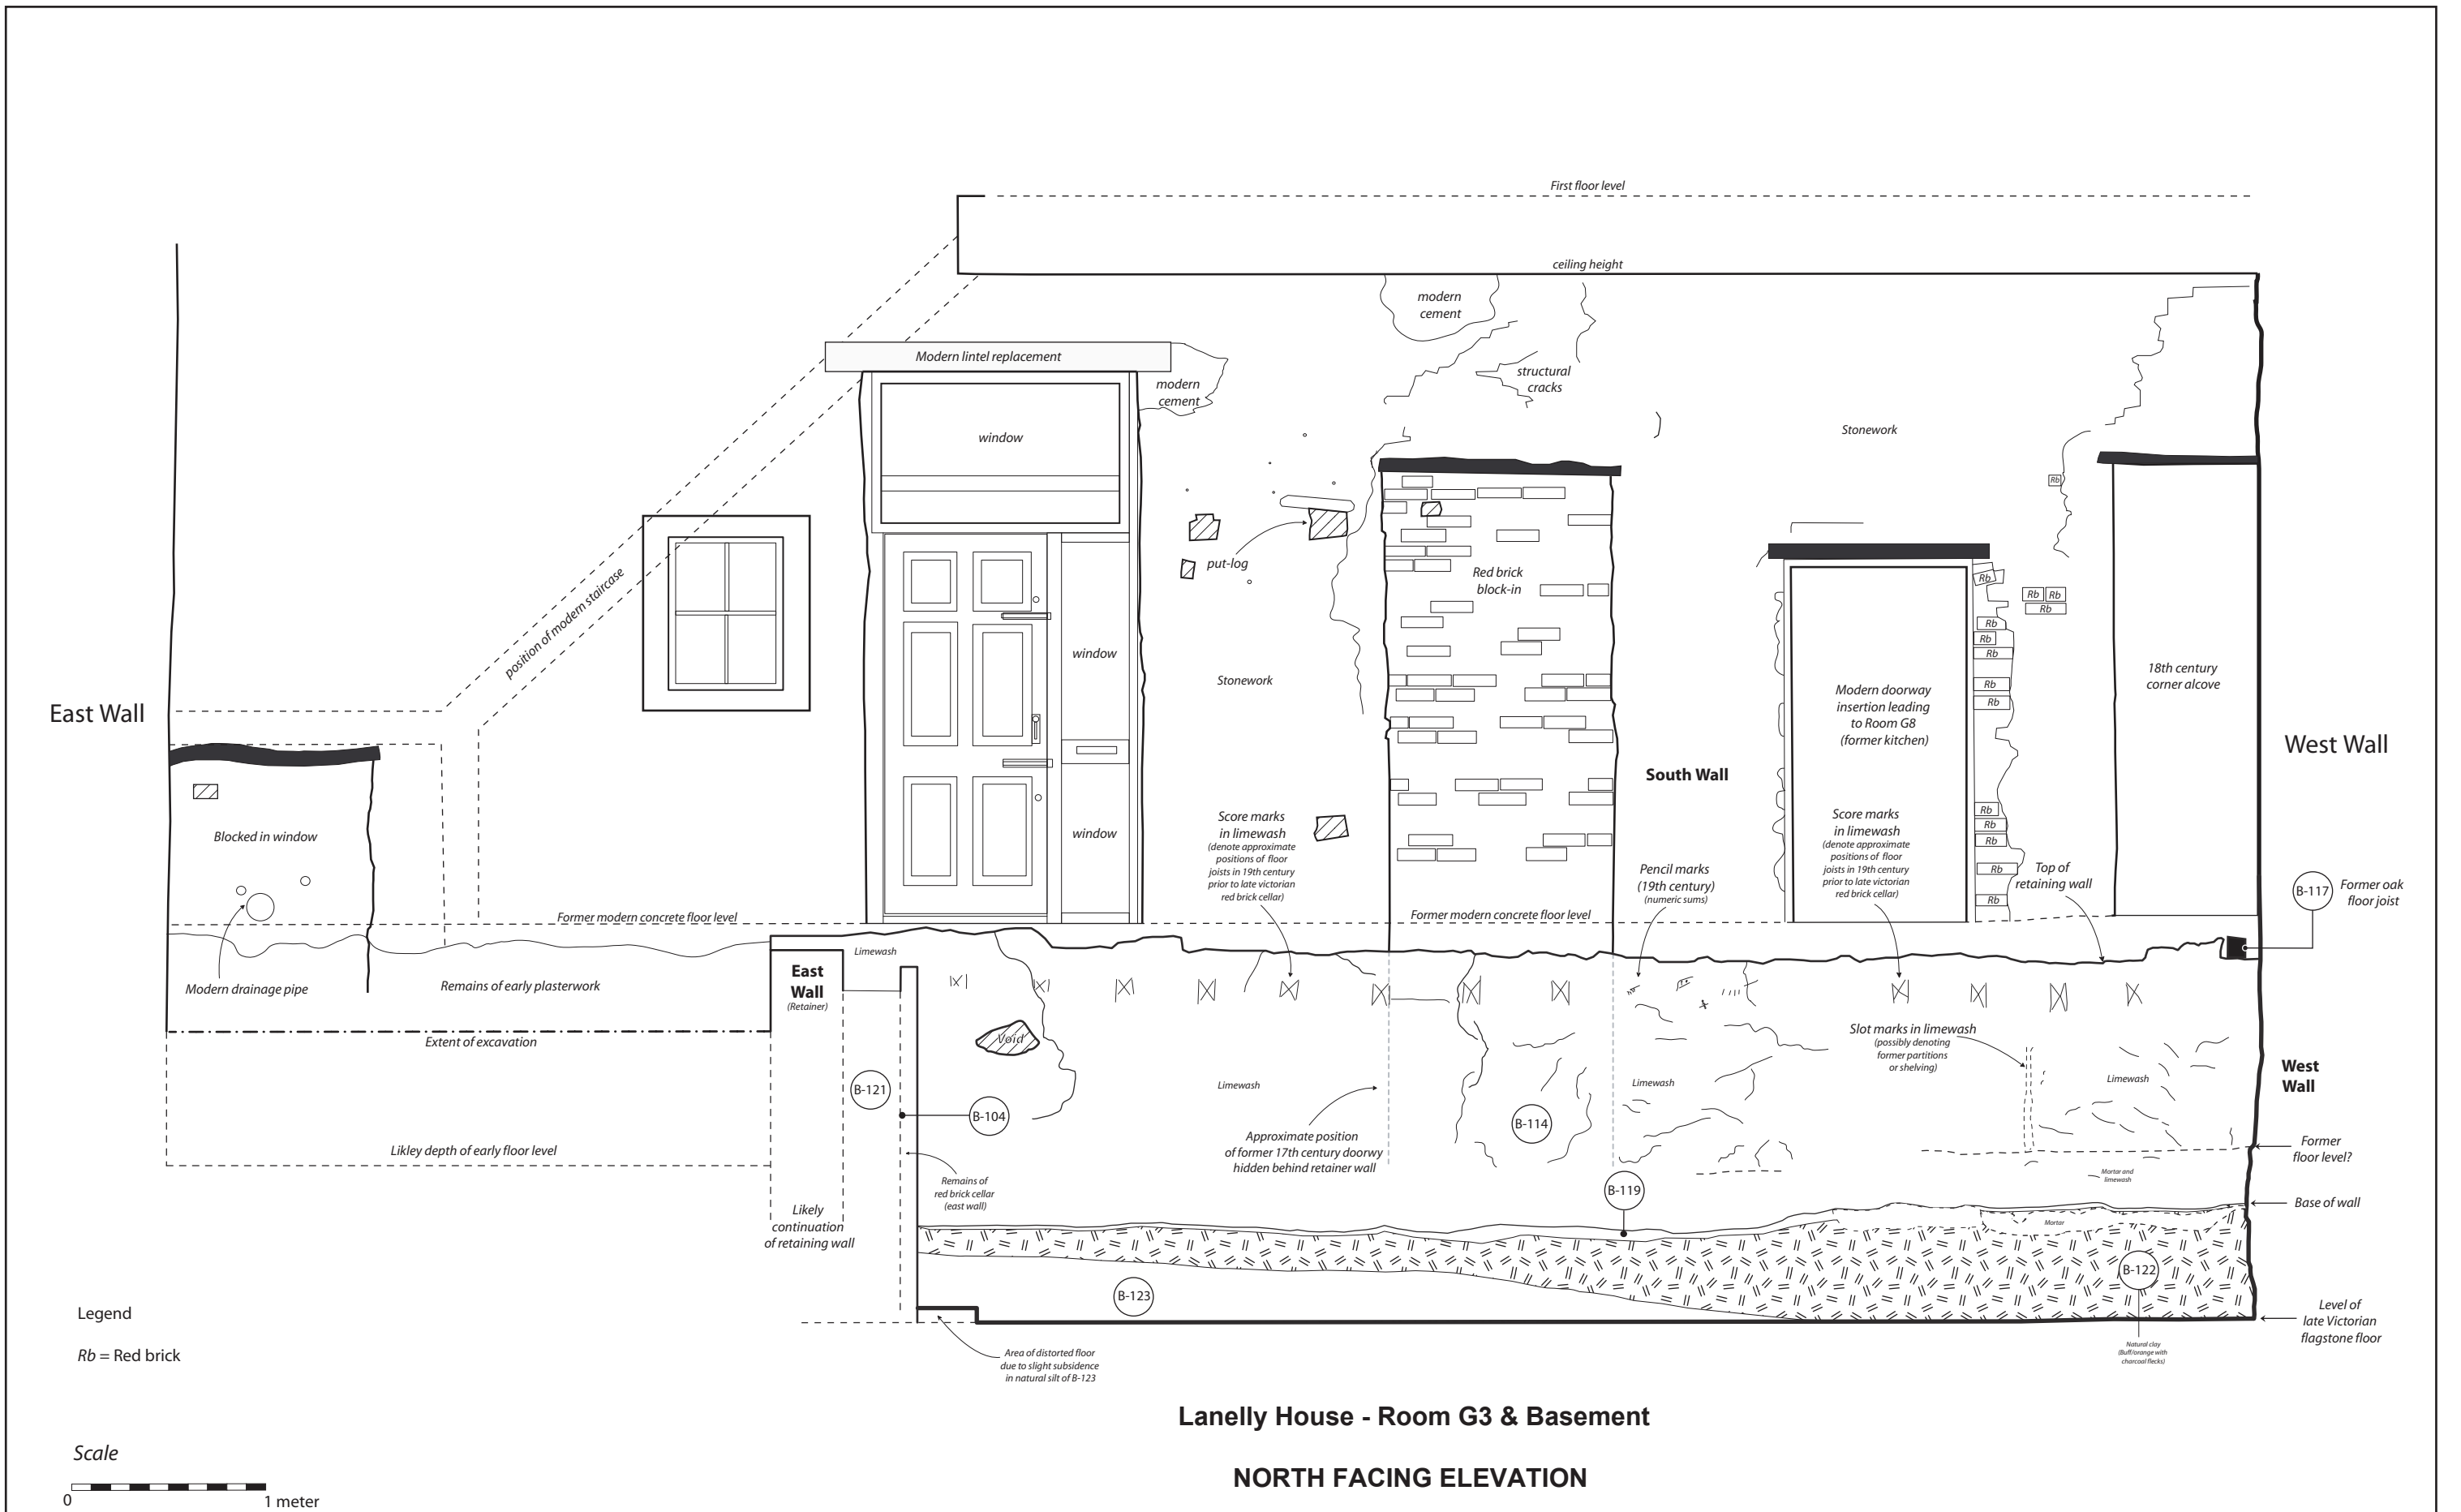 First floor level
ceiling height
modern
cement
Modern lintel replacement
modern
cement
structural
cracks
window
Stonework
Rb
put-log
Red brick
block-in
Rb
Rb
Rb
Rb
Rb
Rb
Rb
position of modern staircase
window
Stonework
18th century
corner alcove
Rb
Rb
Modern doorway
insertion leading
to Room G8
(former kitchen)
East Wall
West Wall
South Wall
Blocked in window
window
Score marks
in limewash
(denote approximate
positions of floor
joists in 19th century
prior to late victorian
red brick cellar)
Score marks
in limewash
(denote approximate
positions of floor
joists in 19th century
prior to late victorian
red brick cellar)
Rb
Rb
Rb
Rb
Rb
Pencil marks
(19th century)
(numeric sums)
Top of
retaining wall
B-117
Former oak
floor joist
Former modern concrete floor level
Former modern concrete floor level
Limewash
Modern drainage pipe
Remains of early plasterwork
East
Wall
(Retainer)
Void
Extent of excavation
Slot marks in limewash
(possibly denoting
former partitions
or shelving)
B-121
Limewash
Limewash
Limewash
West
Wall
B-104
B-114
Likley depth of early floor level
Approximate position
of former 17th century doorwy
hidden behind retainer wall
Former
floor level?
Mortar and
limewash
Remains of
red brick cellar
(east wall)
B-119
Base of wall
Likely
continuation
of retaining wall
Mortar
B-122
B-123
Level of
late Victorian
flagstone floor
Natural clay
(Buff/orange with
charcoal flecks)
Area of distorted floor
due to slight subsidence
in natural silt of B-123
Legend
Rb = Red brick
Lanelly House - Room G3 & Basement
NORTH FACING ELEVATION
Scale
0
1 meter